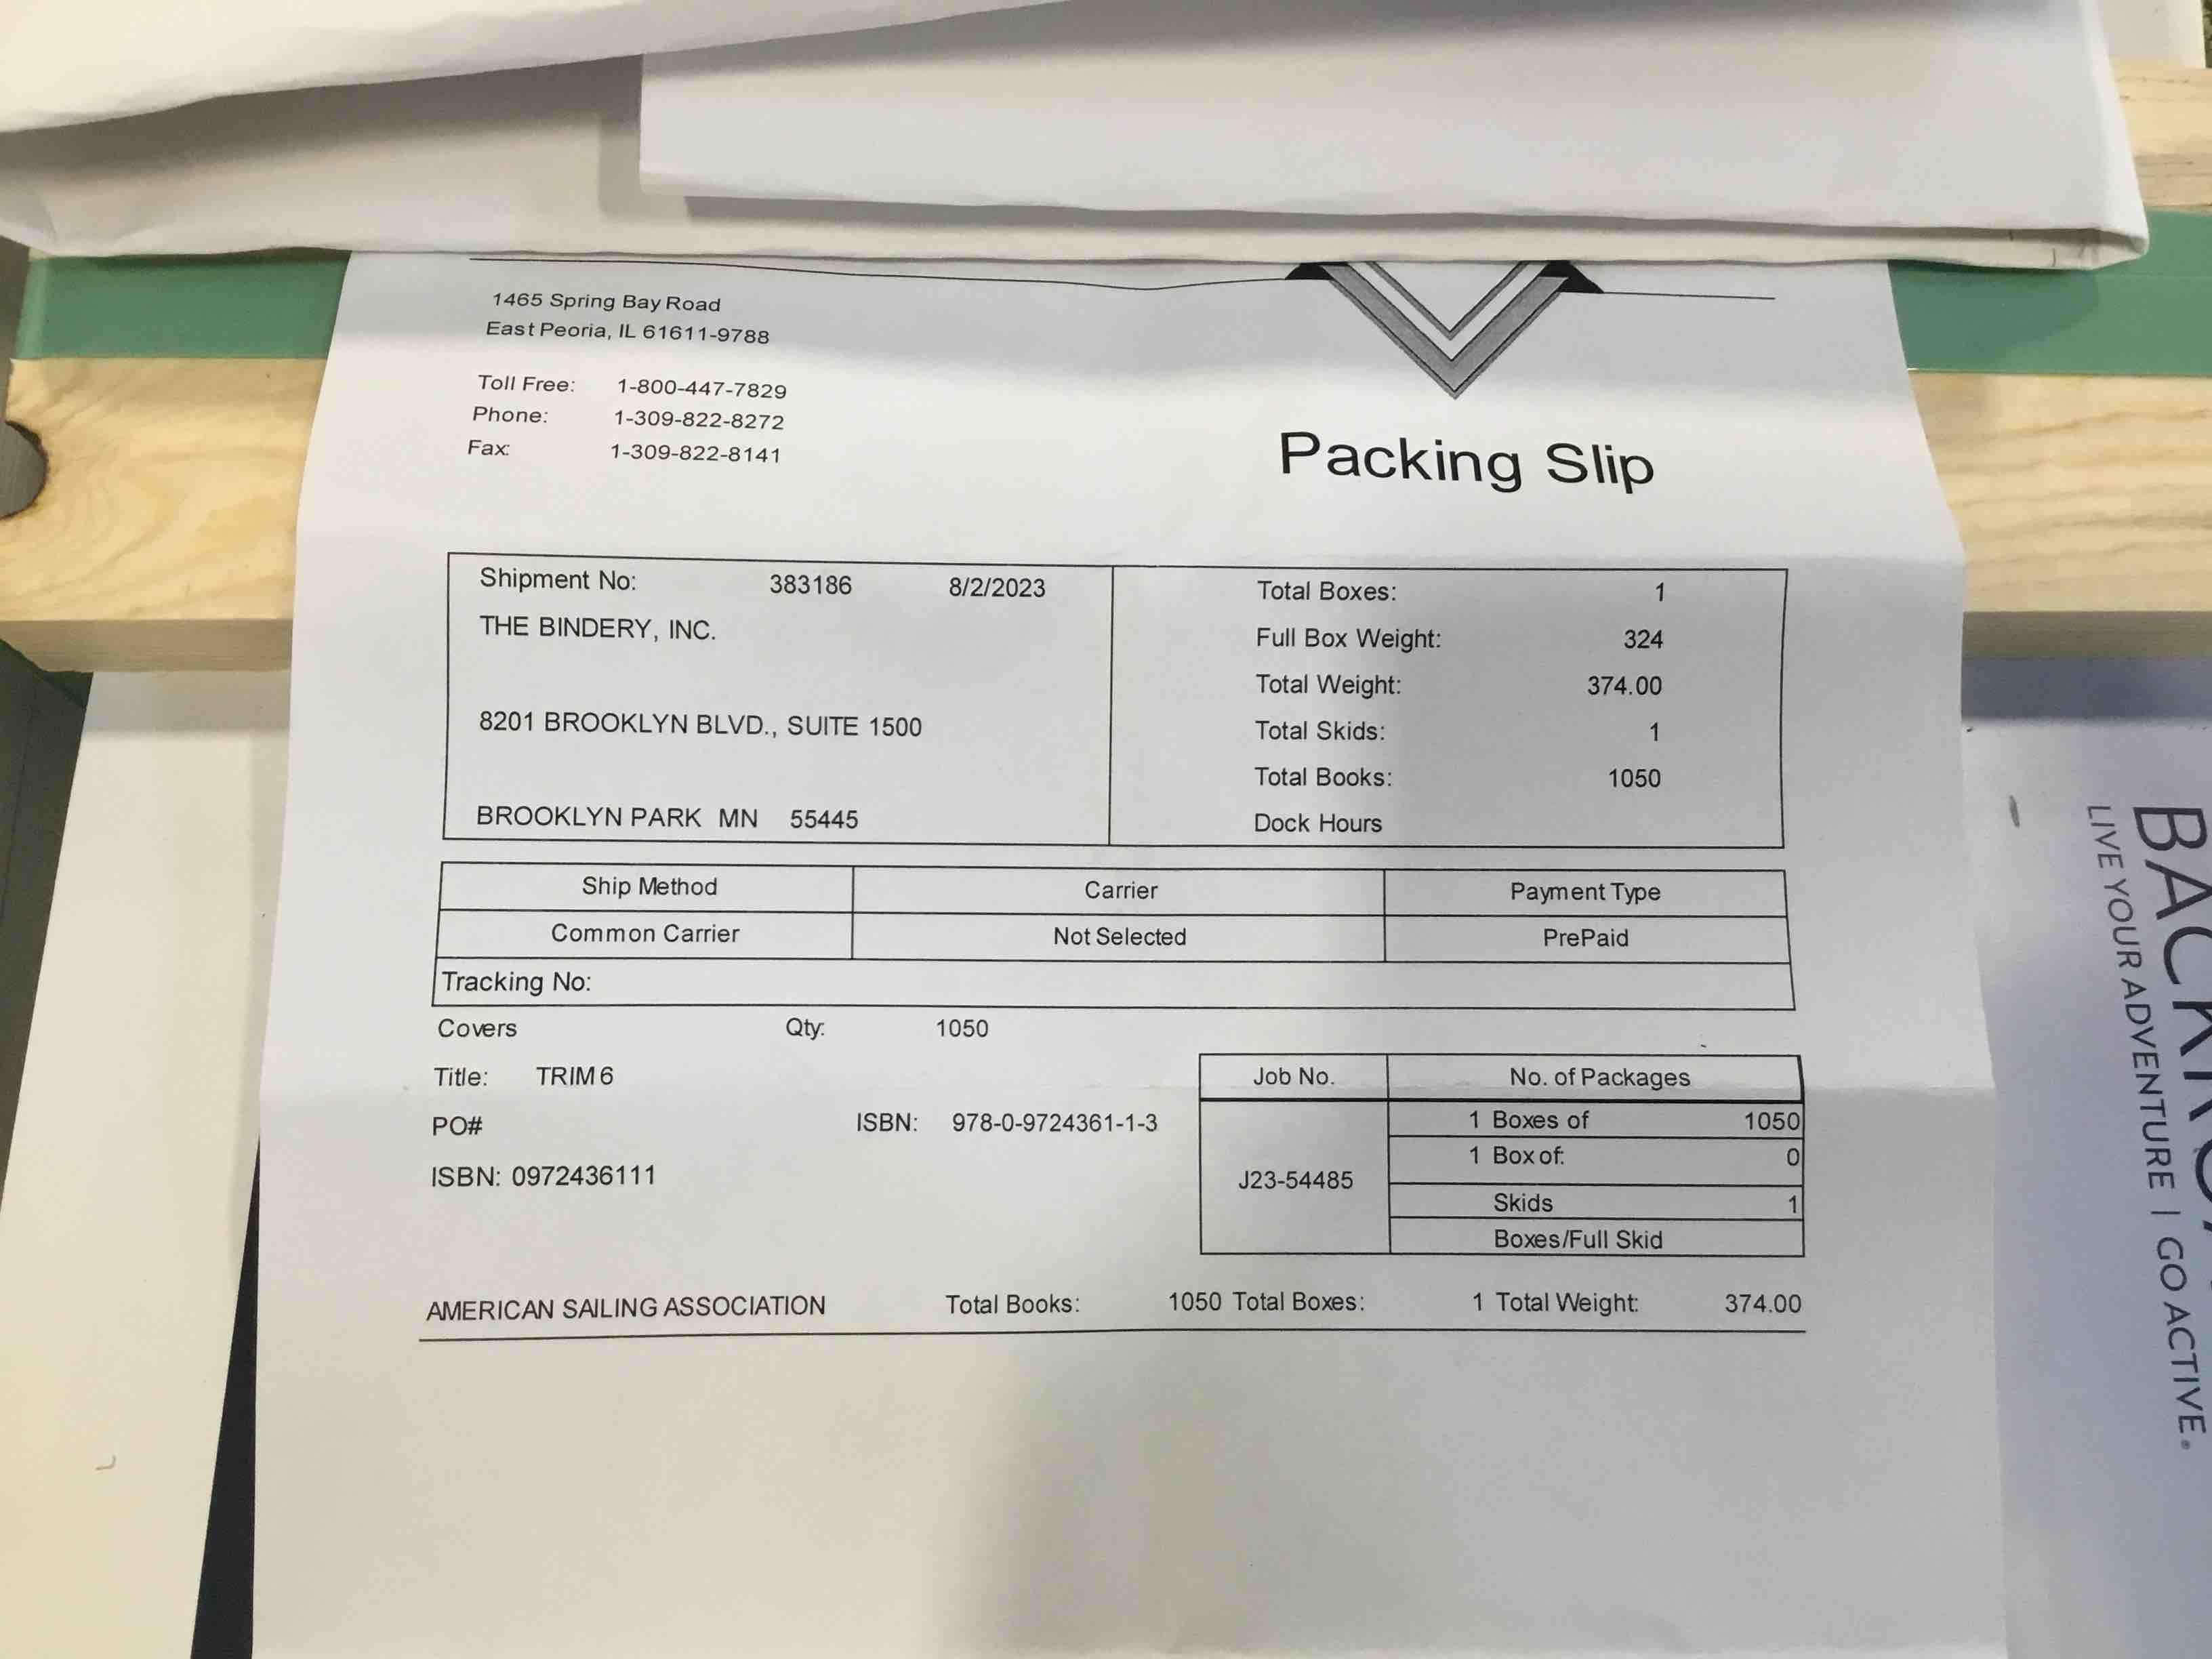 1465 Spring Bay Road
East Peoria, IL 61611-9788
Toll Free: 1-800-447-7829
Phone: 1-309-822-8272
Fax: 1-309-822-8141
Packing Slip
Shipment No: 383186 8/2/2023
THE BINDERY, INC.
8201 BROOKLYN BLVD., SUITE 1500
BROOKLYN PARK MN 55445
Total Boxes: 1
Full Box Weight: 324
Total Weight: 374.00
Total Skids: 1
Total Books: 1050
Dock Hours
Ship Method Carrier Payment Type
Common Carrier Not Selected PrePaid
Tracking No:
Covers Qty: 1050
Title: TRIM 6
PO# ISBN: 978-0-9724361-1-3
ISBN: 0972436111
Job No. No. of Packages
J23-54485
1 Boxes of 1050
1 Box of: 0
Skids 1
Boxes/Full Skid
AMERICAN SAILING ASSOCIATION Total Books: 1050 Total Boxes: 1 Total Weight: 374.00
LIVE YOUR ADVENTURE | GO ACTIVE.